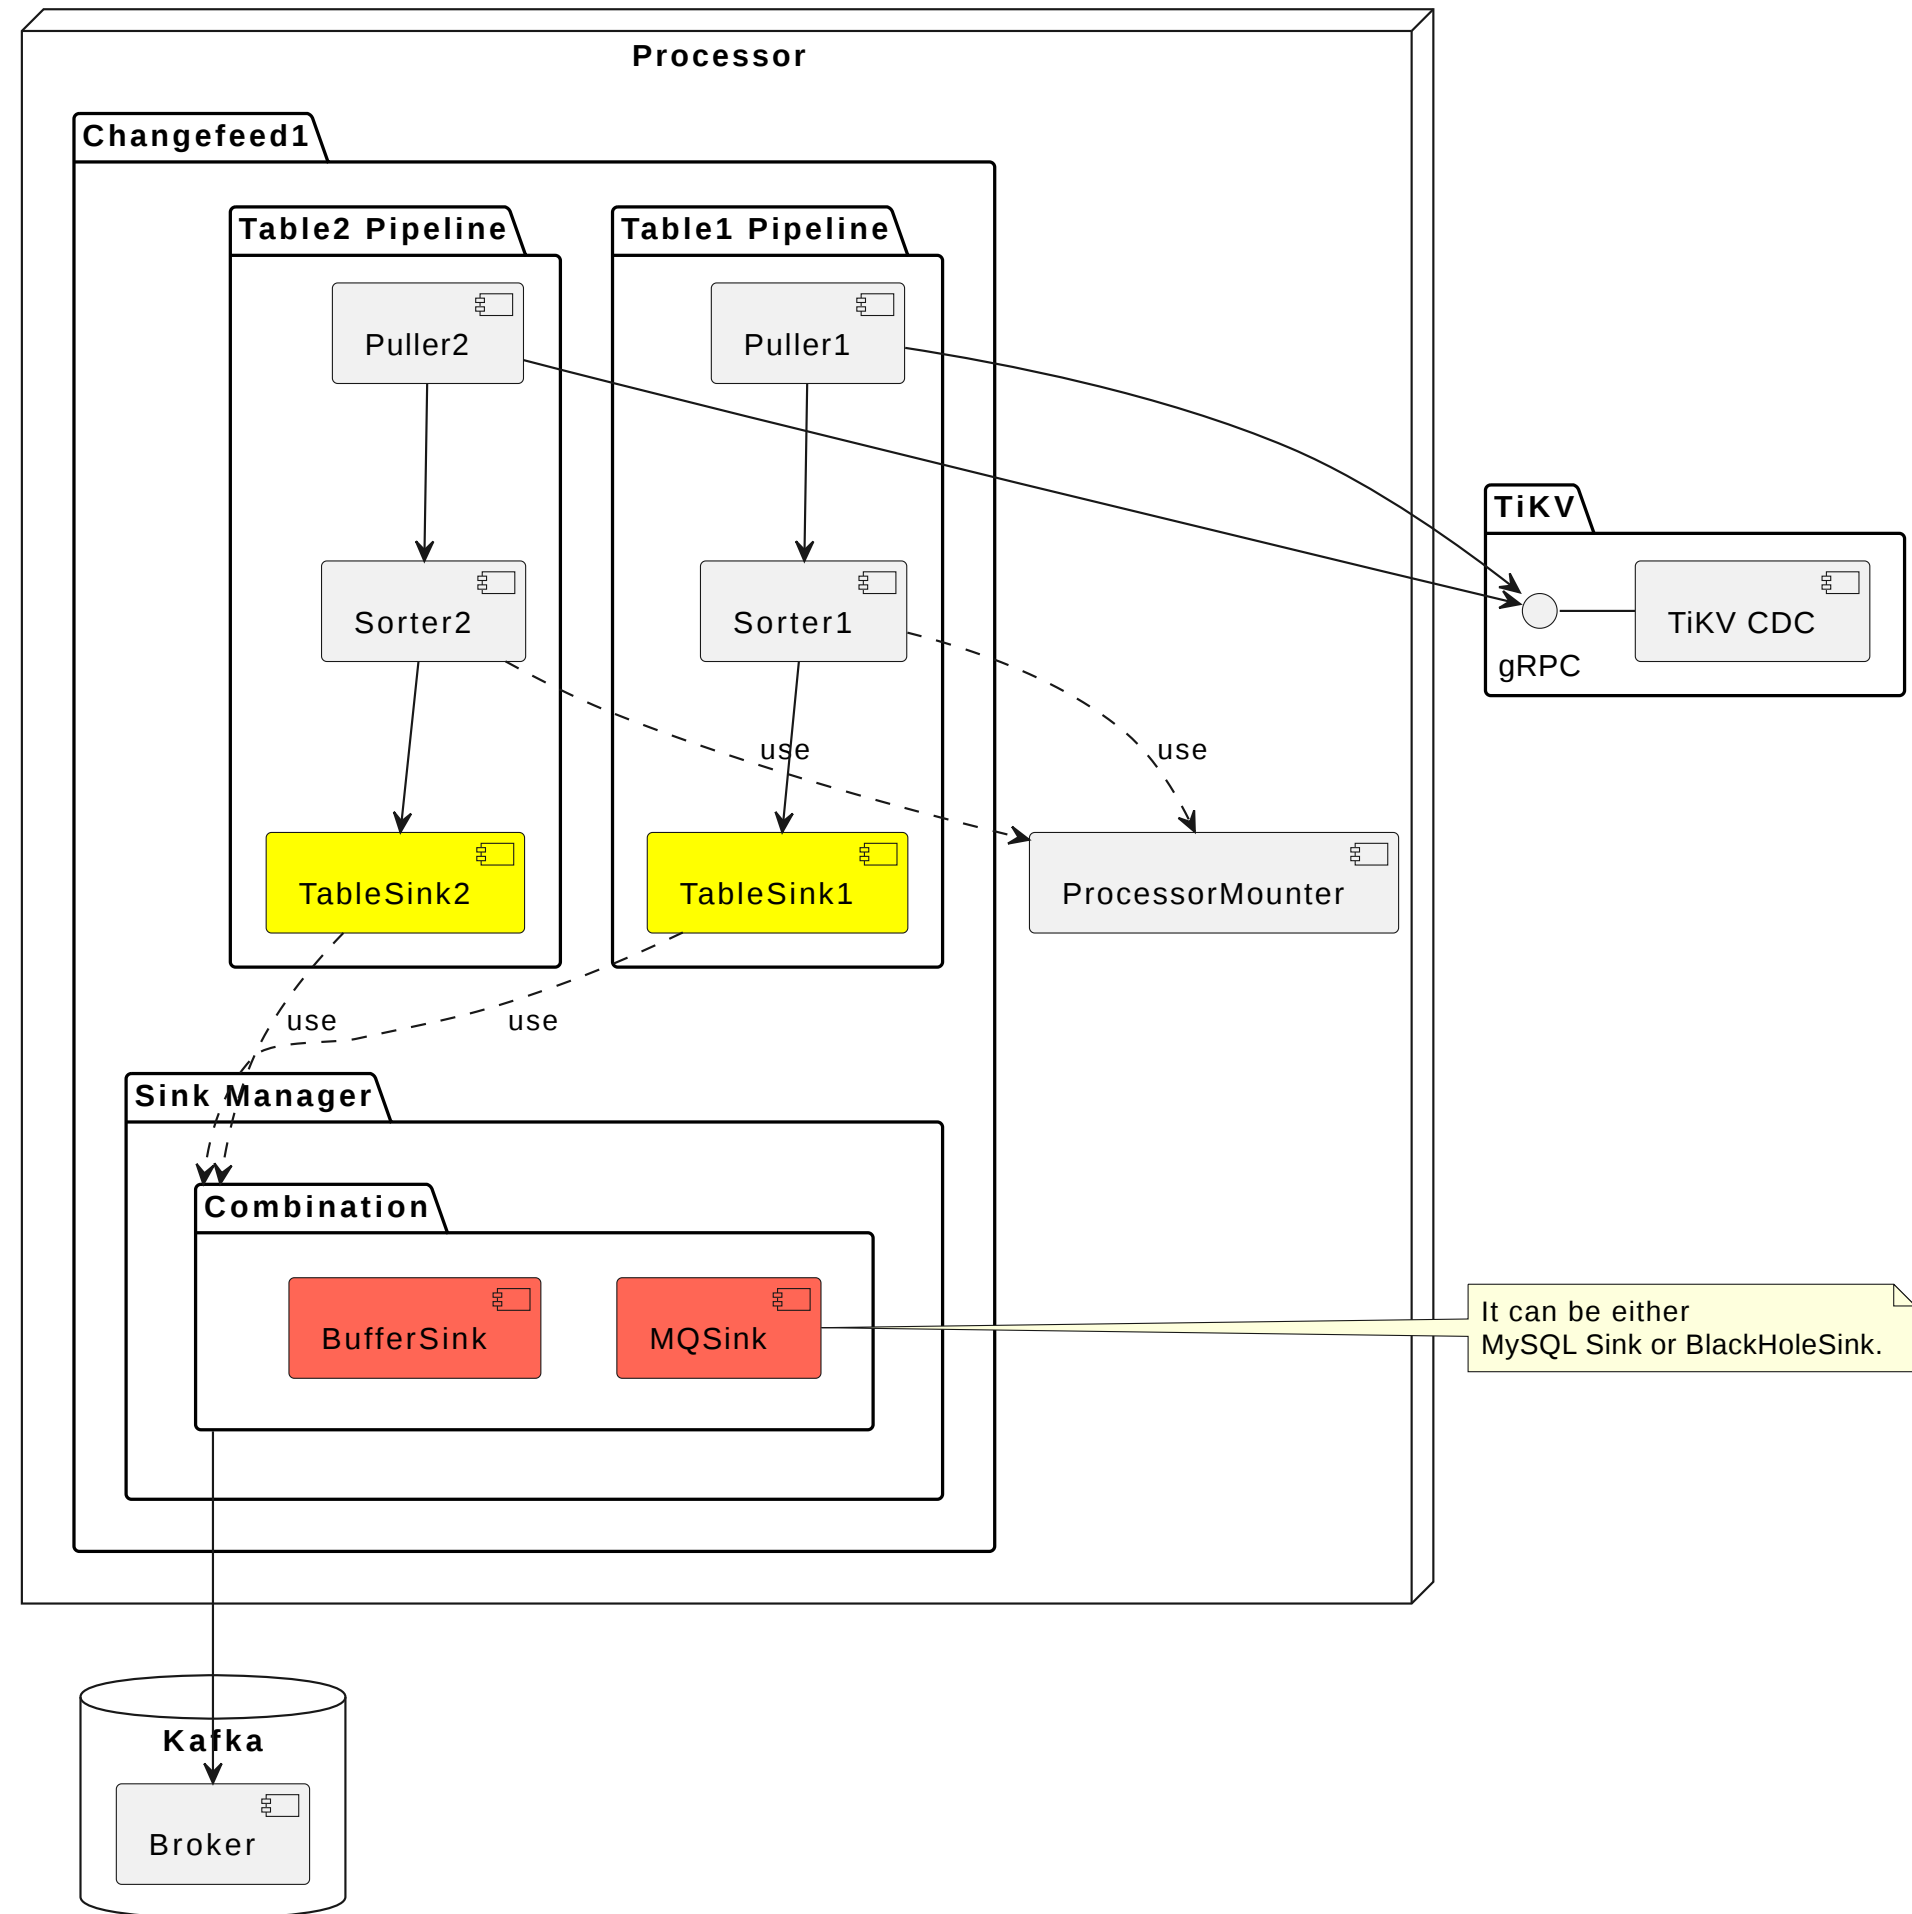 Processor
Changefeed1
Table2 Pipeline
Table1 Pipeline
Puller2
Puller1
TiKV
Sorter2
Sorter1
TiKV CDC
gRPC
use
use
TableSink2
TableSink1
ProcessorMounter
use
use
Sink Manager
Combination
BufferSink
MQSink
It can be either
MySQL Sink or BlackHoleSink.
Kafka
Broker